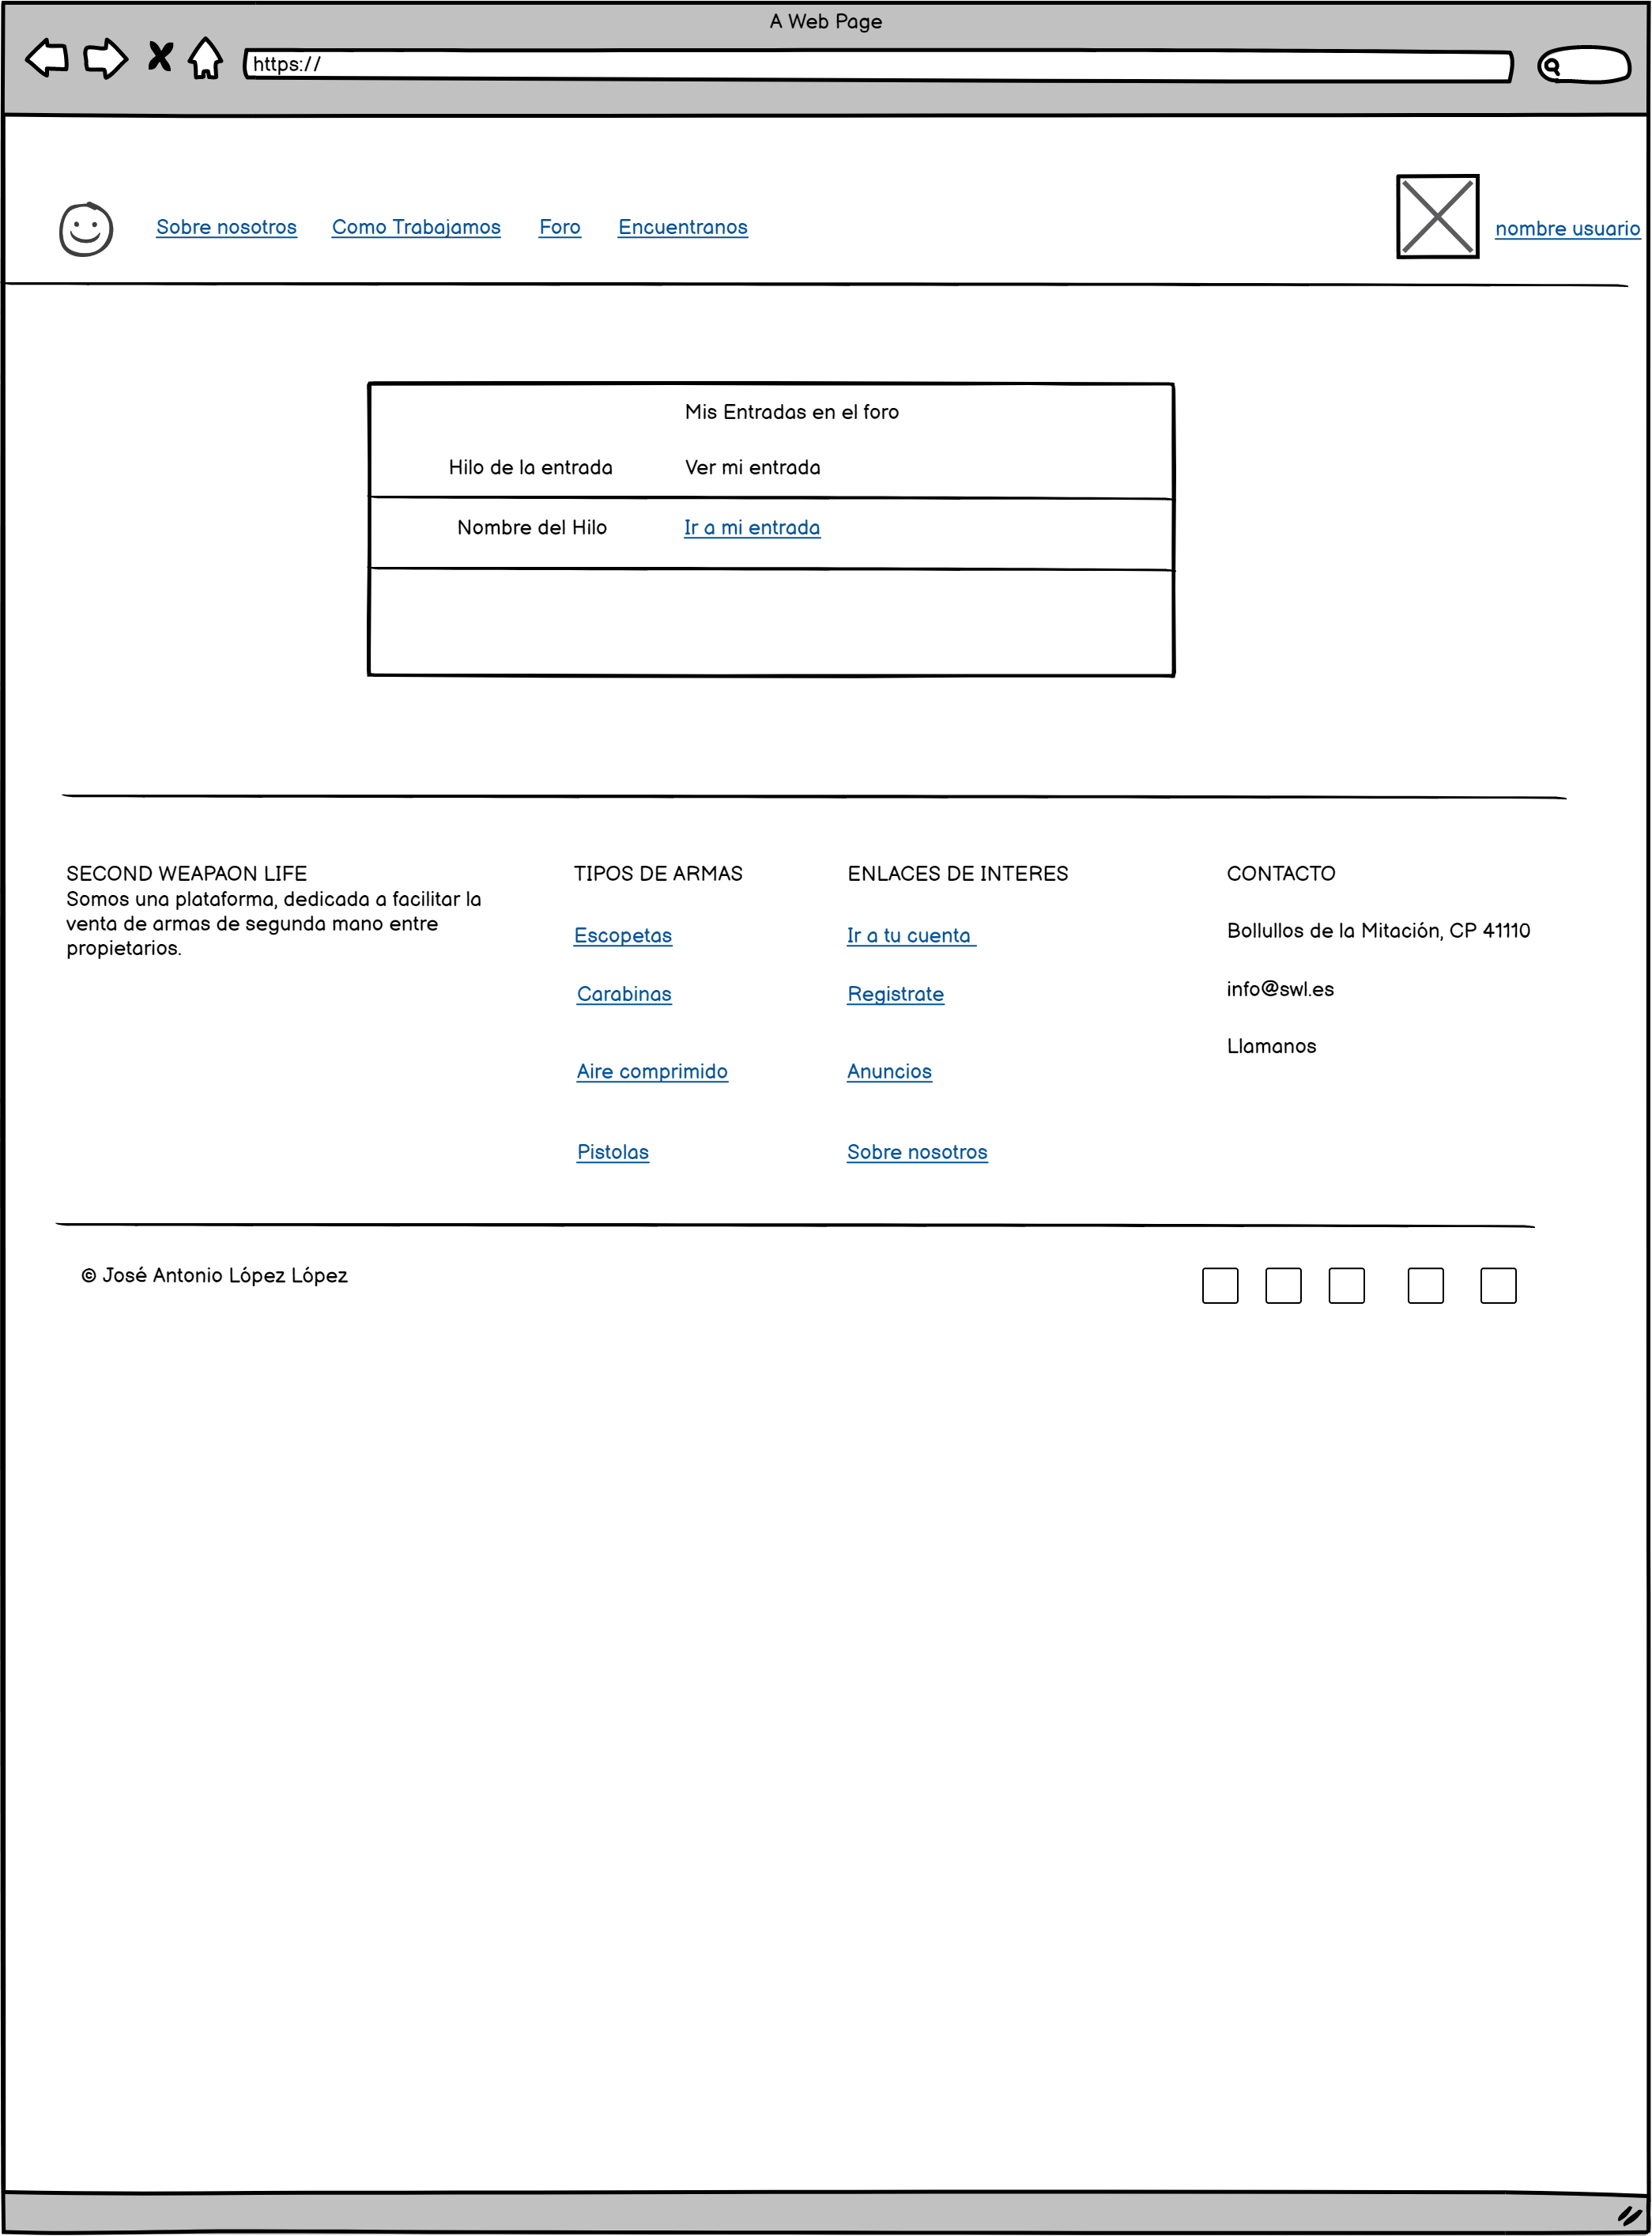 A Web Page
https://
Sobre nosotros Como Trabajamos Foro Encuentranos nombre usuario
Mis Entradas en el foro
Hilo de la entrada Ver mi entrada
Nombre del Hilo Ir a mi entrada
SECOND WEAPAON LIFE
Somos una plataforma, dedicada a facilitar la
venta de armas de segunda mano entre
propietarios.
TIPOS DE ARMAS
Escopetas
Carabinas
Aire comprimido
Pistolas
ENLACES DE INTERES
Ir a tu cuenta
Registrate
Anuncios
Sobre nosotros
CONTACTO
Bollullos de la Mitación, CP 41110
info@swl.es
Llamanos
© José Antonio López López